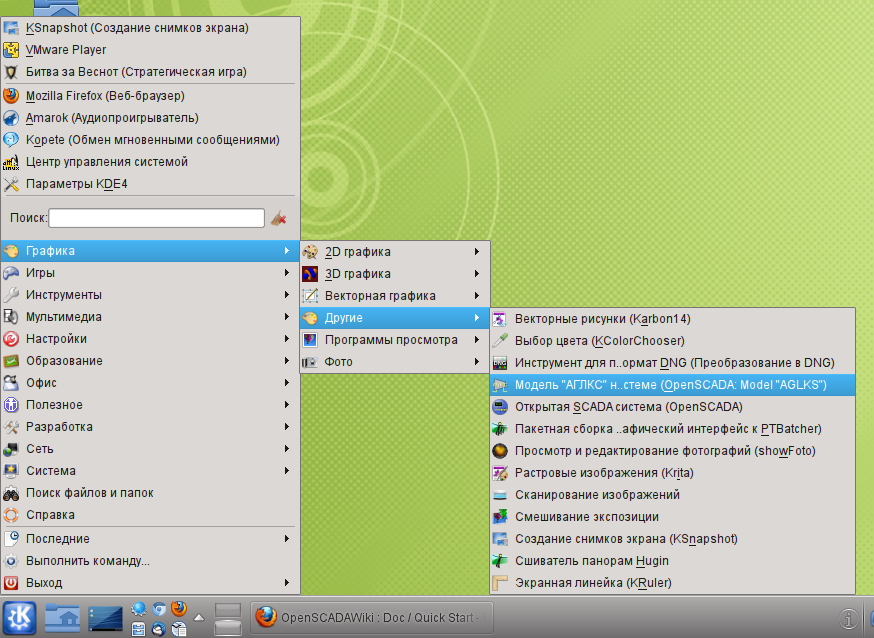 KSnapshot (Создание снимков экрана)
VMware Player
Битва за Веснот (Стратегическая игра)
Mozilla Firefox (Веб-браузер)
Amarok (Аудиопроигрыватель)
Kopete (Обмен мгновенными сообщениями)
Центр управления системой
Параметры KDE4
Поиск:
Графика
Игры
Инструменты
Мультимедиа
Настройки
Образование
Офис
Полезное
Разработка
Сеть
Система
Поиск файлов и папок
Справка
Последние
Выполнить команду...
Выход
2D графика
3D графика
Векторная графика
Другие
Программы просмотра
Фото
Векторные рисунки (Karbon14)
Выбор цвета (KColorChooser)
Инструмент для п..ормат DNG (Преобразование в DNG)
Модель "АГЛКС" н..стеме (OpenSCADA: Model "AGLKS")
Открытая SCADA система (OpenSCADA)
Пакетная сборка ..афический интерфейс к PTBatcher)
Просмотр и редактирование фотографий (showFoto)
Растровые изображения (Krita)
Сканирование изображений
Смешивание экспозиции
Создание снимков экрана (KSnapshot)
Сшиватель панорам Hugin
Экранная линейка (KRuler)
OpenSCADAWiki : Doc / Quick Start -